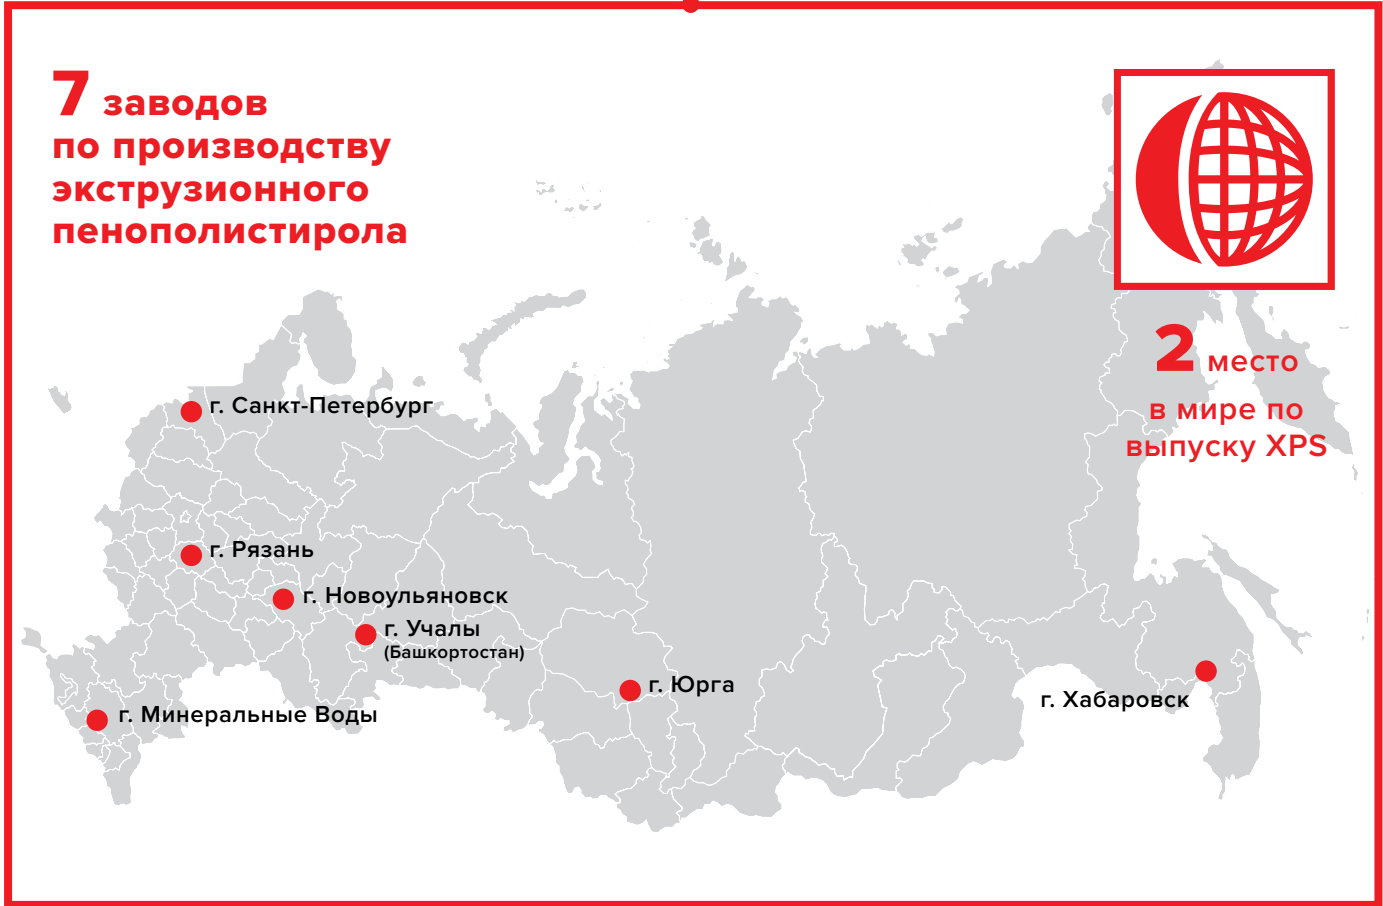 7 заводов
по производству
экструзионного
пенополистирола
2 место
в мире по
выпуску XPS
г. Санкт-Петербург
г. Рязань
г. Новоульяновск
г. Учалы
(Башкортостан)
г. Юрга
г. Хабаровск
г. Минеральные Воды